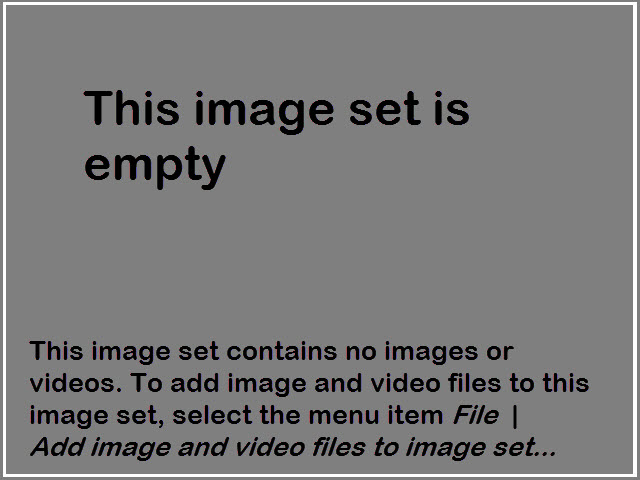 This image set is
empty
This image set contains no images or
videos. To add image and video files to this
image set, select the menu item File |
Add image and video files to image set...